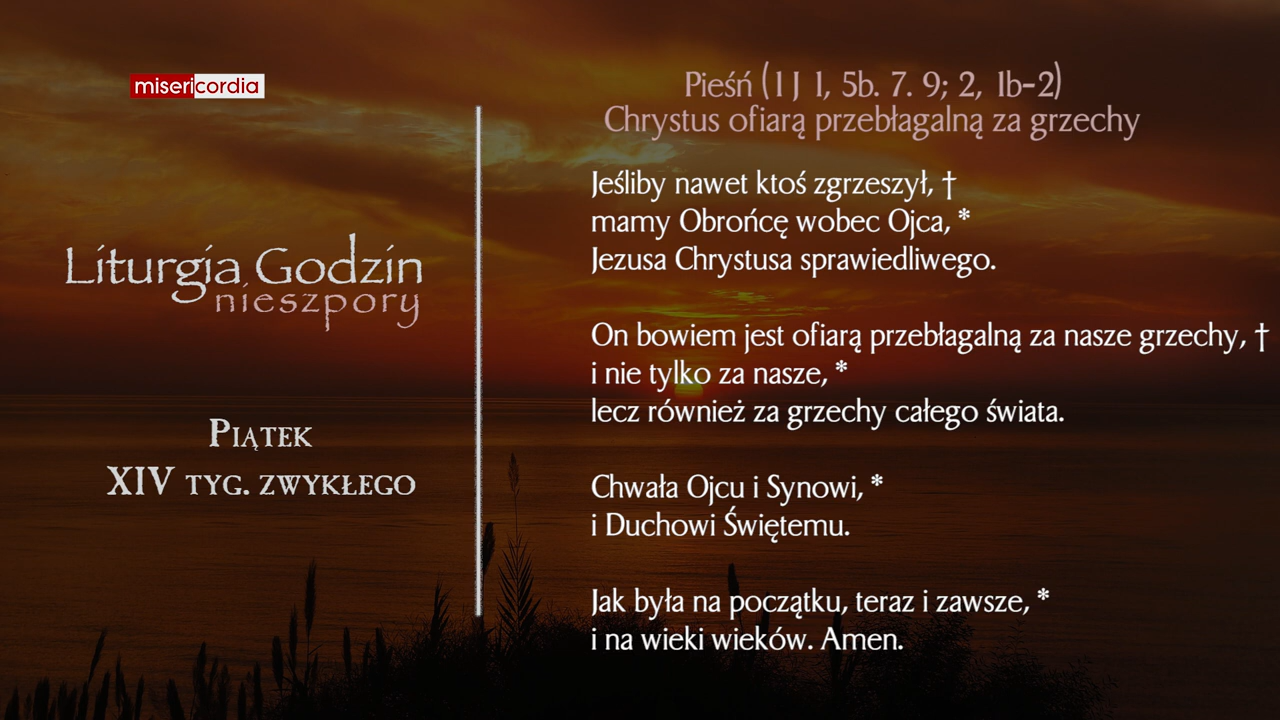 misericordia
Liturgia Godzin
nieszpory
Piątek
XIV tyg. zwykłego
Pieśń (1 J 1, 5b. 7. 9; 2, 1b-2)
Chrystus ofiarą przebłagalną za grzechy
Jeśliby nawet ktoś zgrzeszył, †
mamy Obrońcę wobec Ojca, *
Jezusa Chrystusa sprawiedliwego.
On bowiem jest ofiarą przebłagalną za nasze grzechy, †
i nie tylko za nasze, *
lecz również za grzechy całego świata.
Chwała Ojcu i Synowi, *
i Duchowi Świętemu.
Jak była na początku, teraz i zawsze, *
i na wieki wieków. Amen.